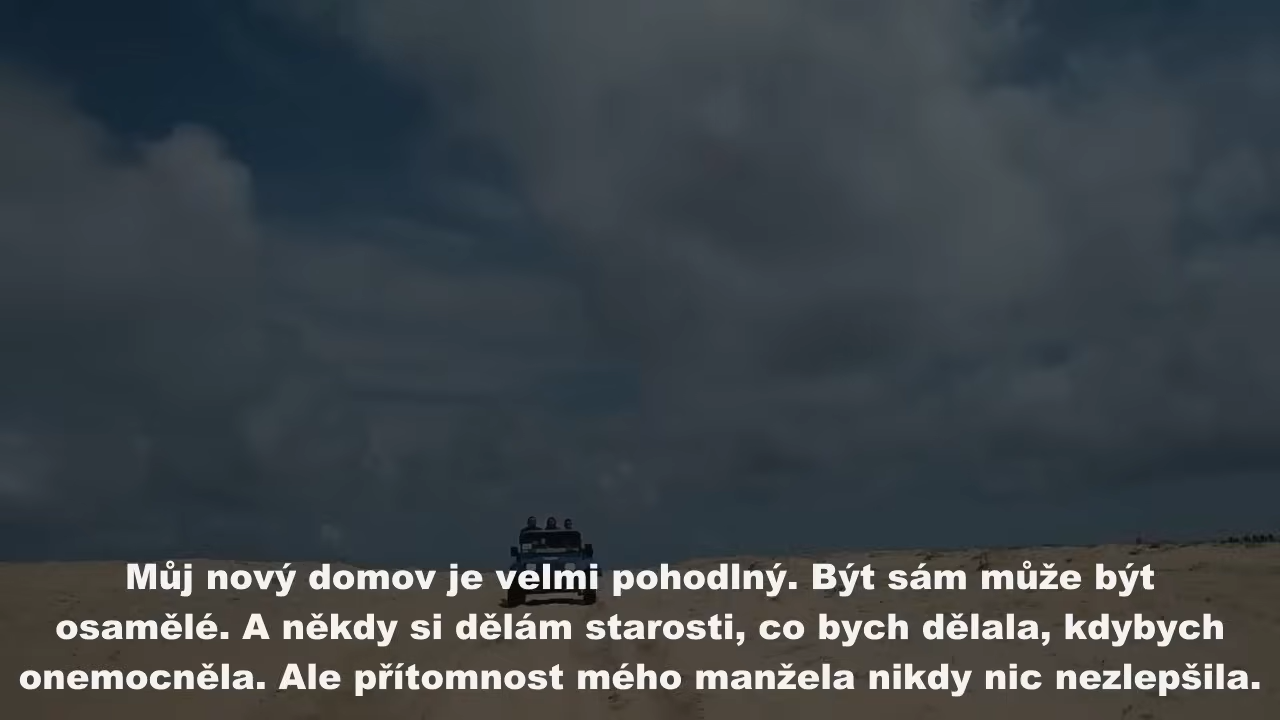 Můj nový domov je velmi pohodlný. Být sám může být
osamělé. A někdy si dělám starosti, co bych dělala, kdybych
onemocněla. Ale přítomnost mého manžela nikdy nic nezlepšila.